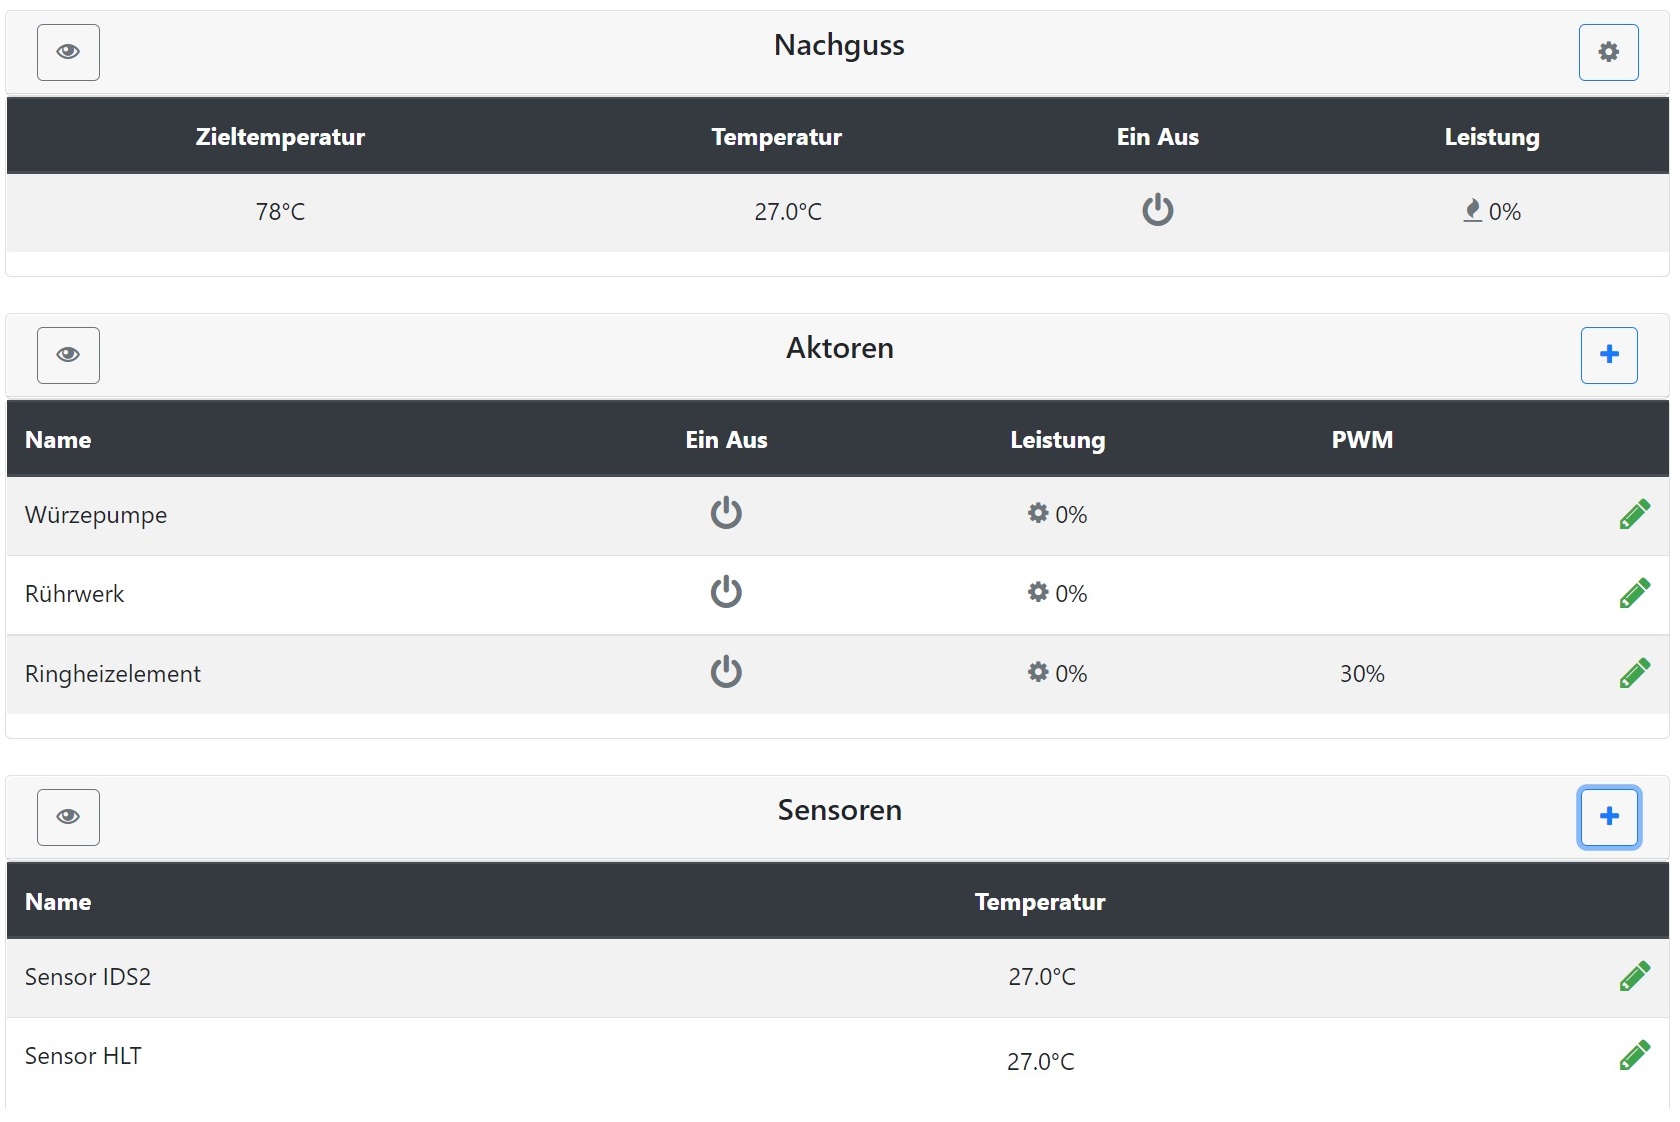 Nachguss
Zieltemperatur Temperatur Ein Aus Leistung
78°C 27.0°C 0%
Aktoren
Name Ein Aus Leistung PWM
Würzepumpe 0%
Rührwerk 0%
Ringheizelement 0% 30%
Sensoren
Name Temperatur
Sensor IDS2 27.0°C
Sensor HLT 27.0°C